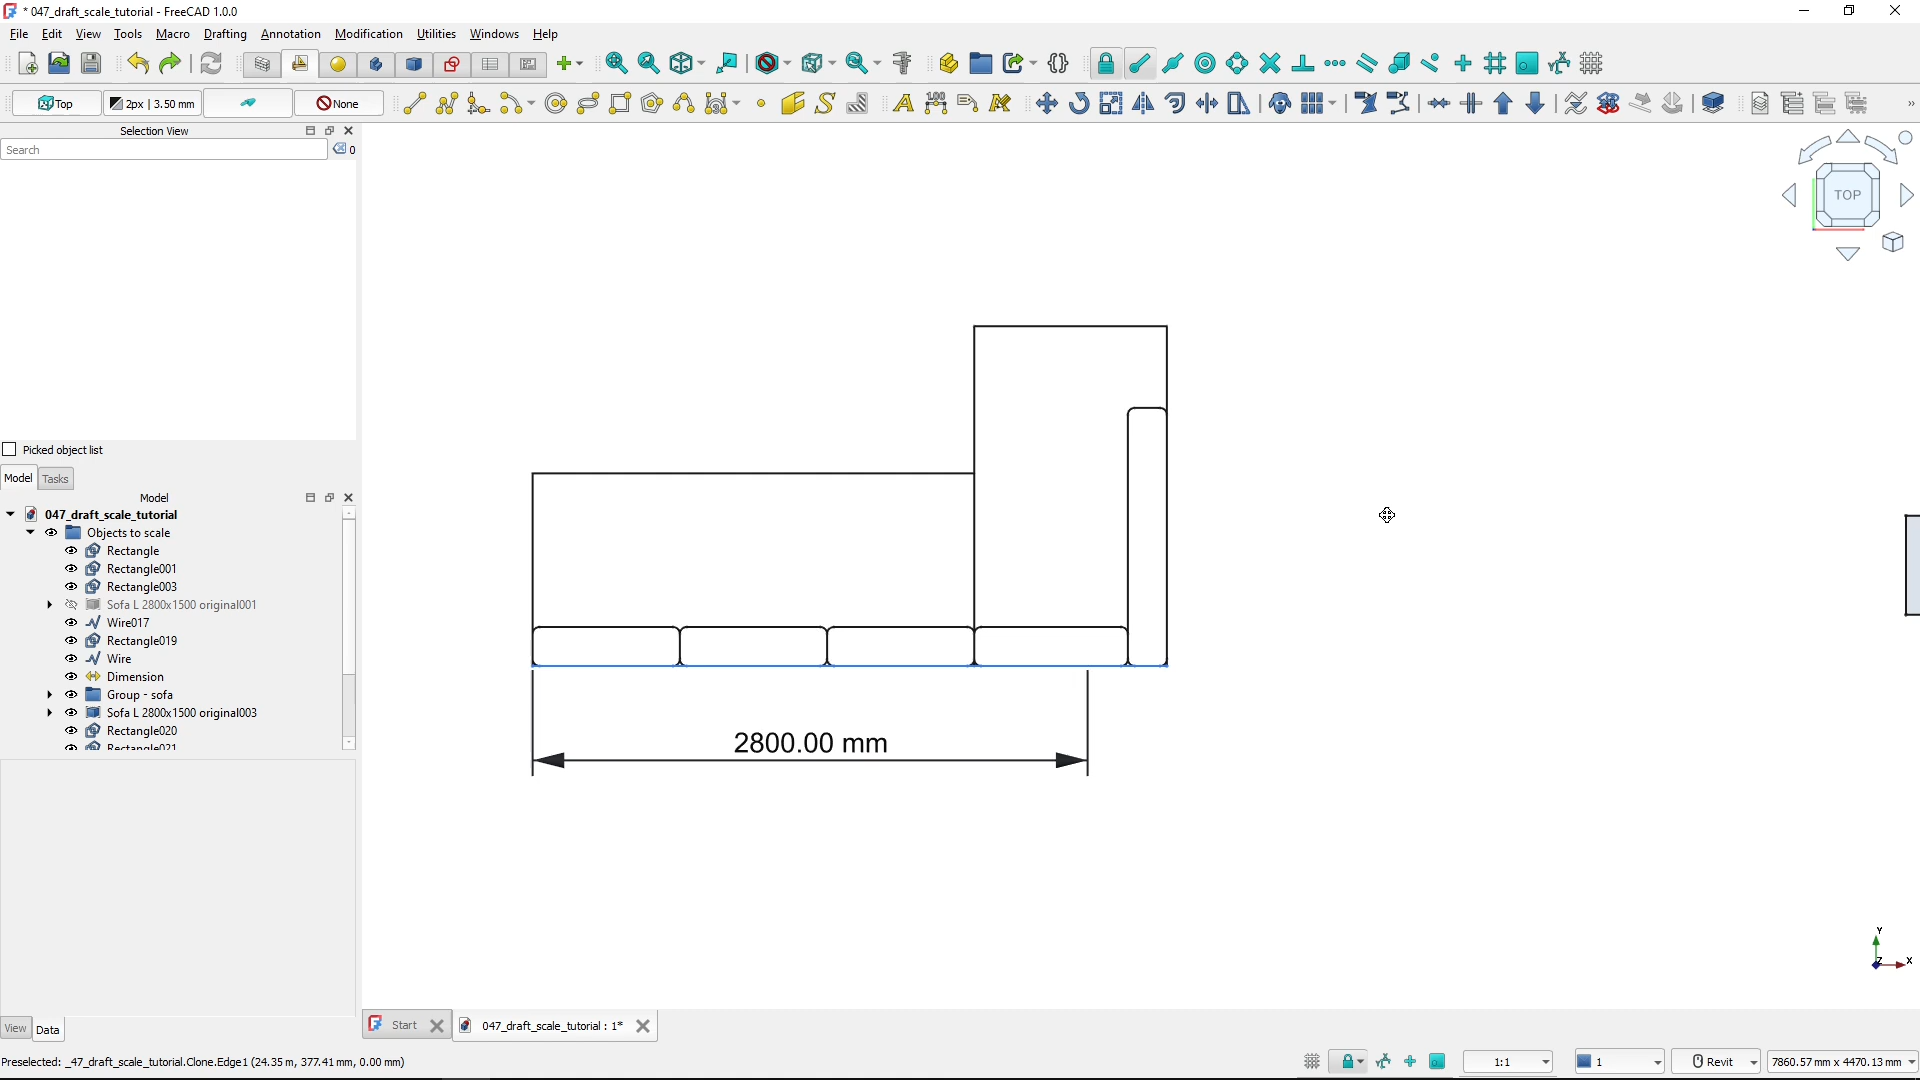 * 047_draft_scale_tutorial - FreeCAD 1.0.0
File Edit View Tools Macro Drafting Annotation Modification Utilities Windows Help
Top 2px | 3.50 mm None
Selection View
Search 0
TOP
Picked object list
Model Tasks
Model
047_draft_scale_tutorial
Objects to scale
Rectangle
Rectangle001
Rectangle003
Sofa L 2800x1500 original001
Wire017
Rectangle019
Wire
Dimension
Group - sofa
Sofa L 2800x1500 original003
Rectangle020
Rectangle021
2800.00 mm
Y
Z X
View Data
Start 047_draft_scale_tutorial : 1*
Preselected: _47_draft_scale_tutorial.Clone.Edge1 (24.35 m, 377.41 mm, 0.00 mm) 1:1 1 Revit 7860.57 mm x 4470.13 mm